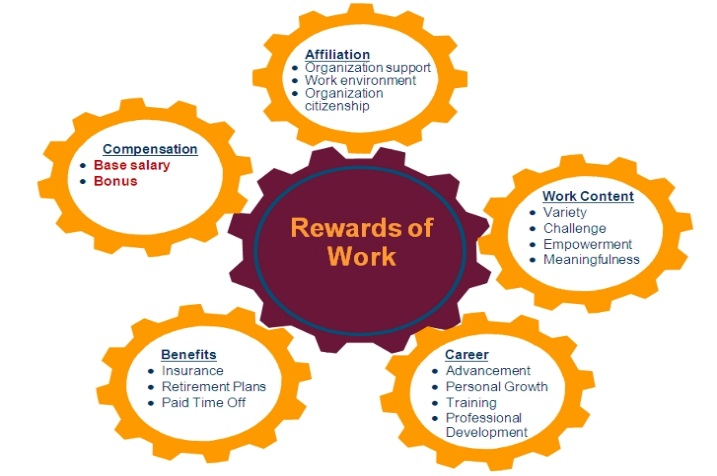 Affiliation
• Organization support
• Work environment
• Organization
citizenship
Compensation
• Base salary
• Bonus
Rewards of
Work
Work Content
• Variety
• Challenge
• Empowerment
• Meaningfulness
Benefits
• Insurance
• Retirement Plans
• Paid Time Off
Career
• Advancement
• Personal Growth
• Training
• Professional
Development